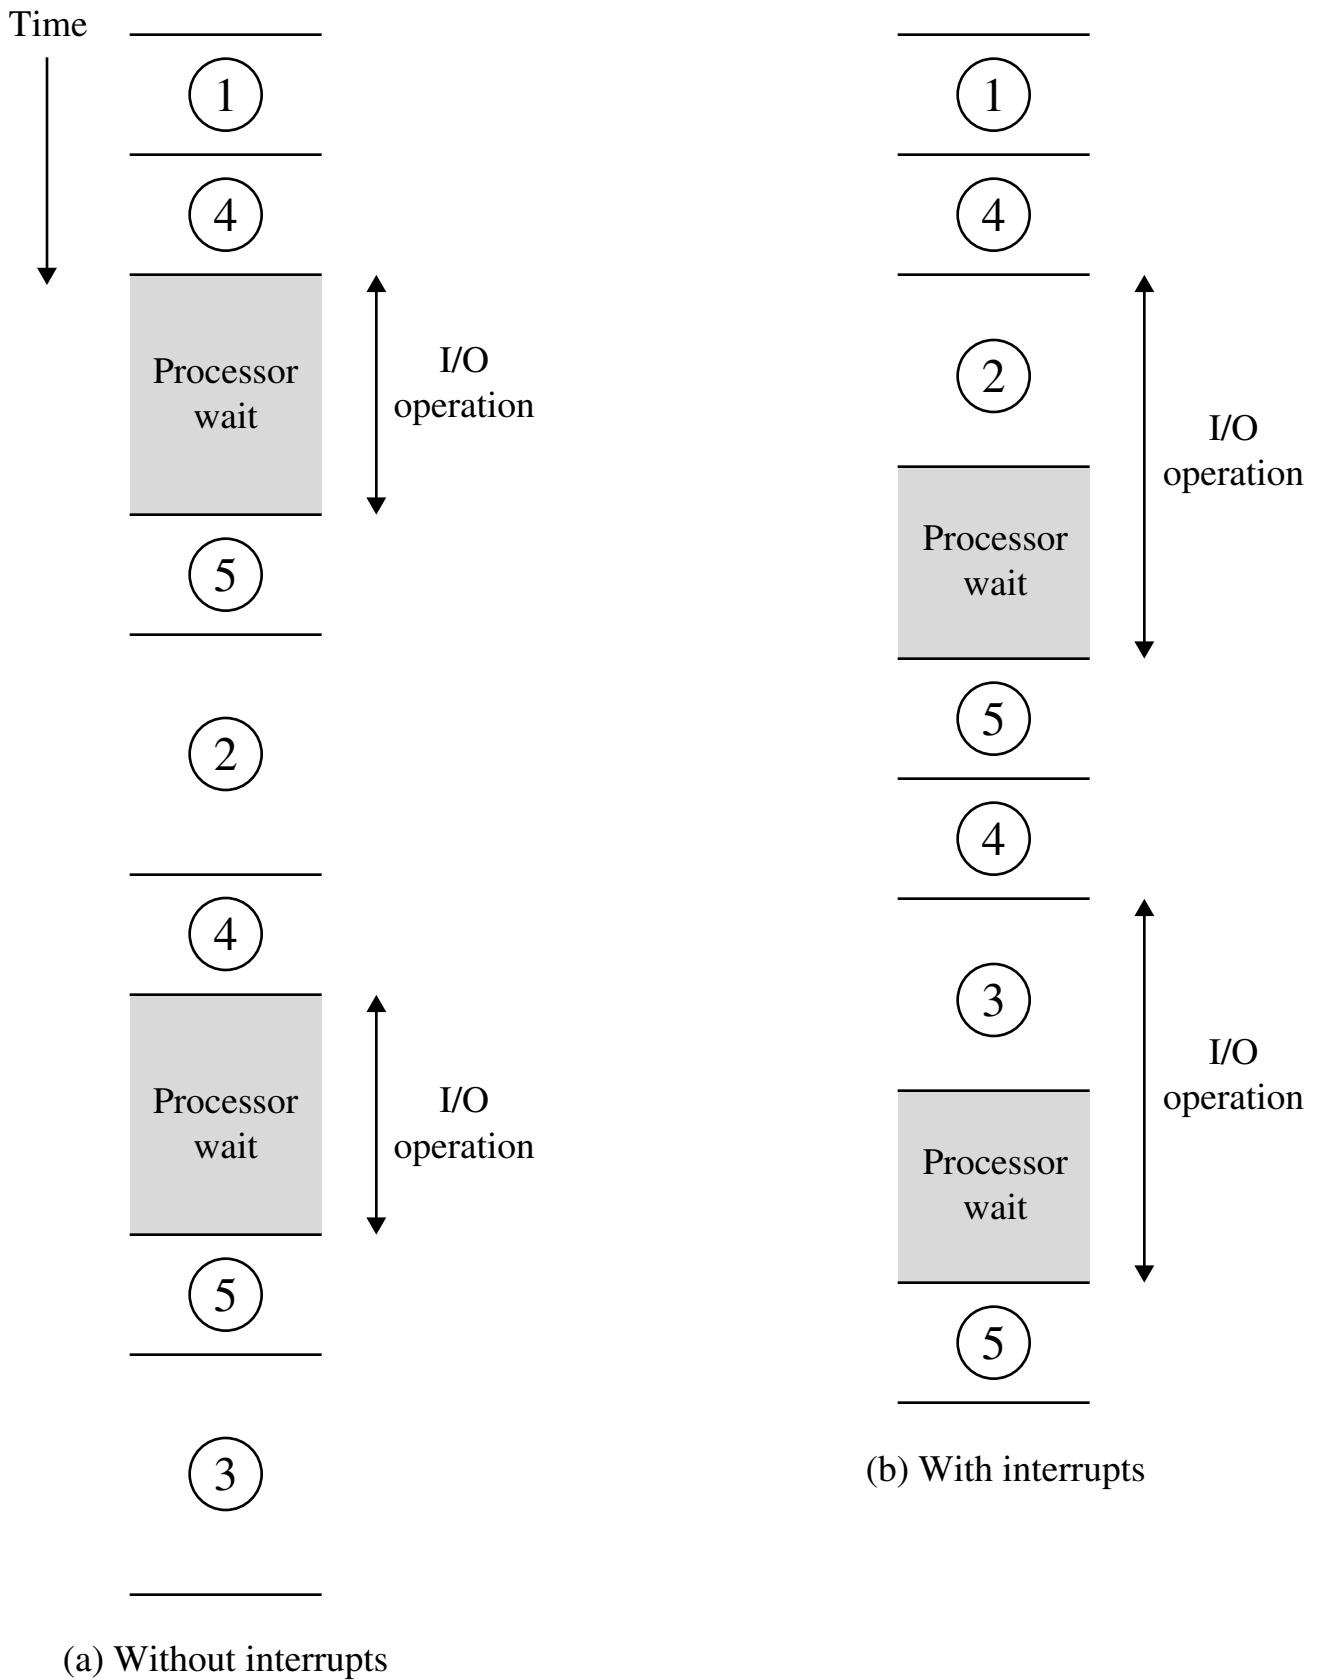 Time
1
4
Processor
wait
I/O
operation
5
2
4
Processor
wait
I/O
operation
5
3
(a) Without interrupts
1
4
2
I/O
operation
Processor
wait
5
4
3
I/O
operation
Processor
wait
5
(b) With interrupts